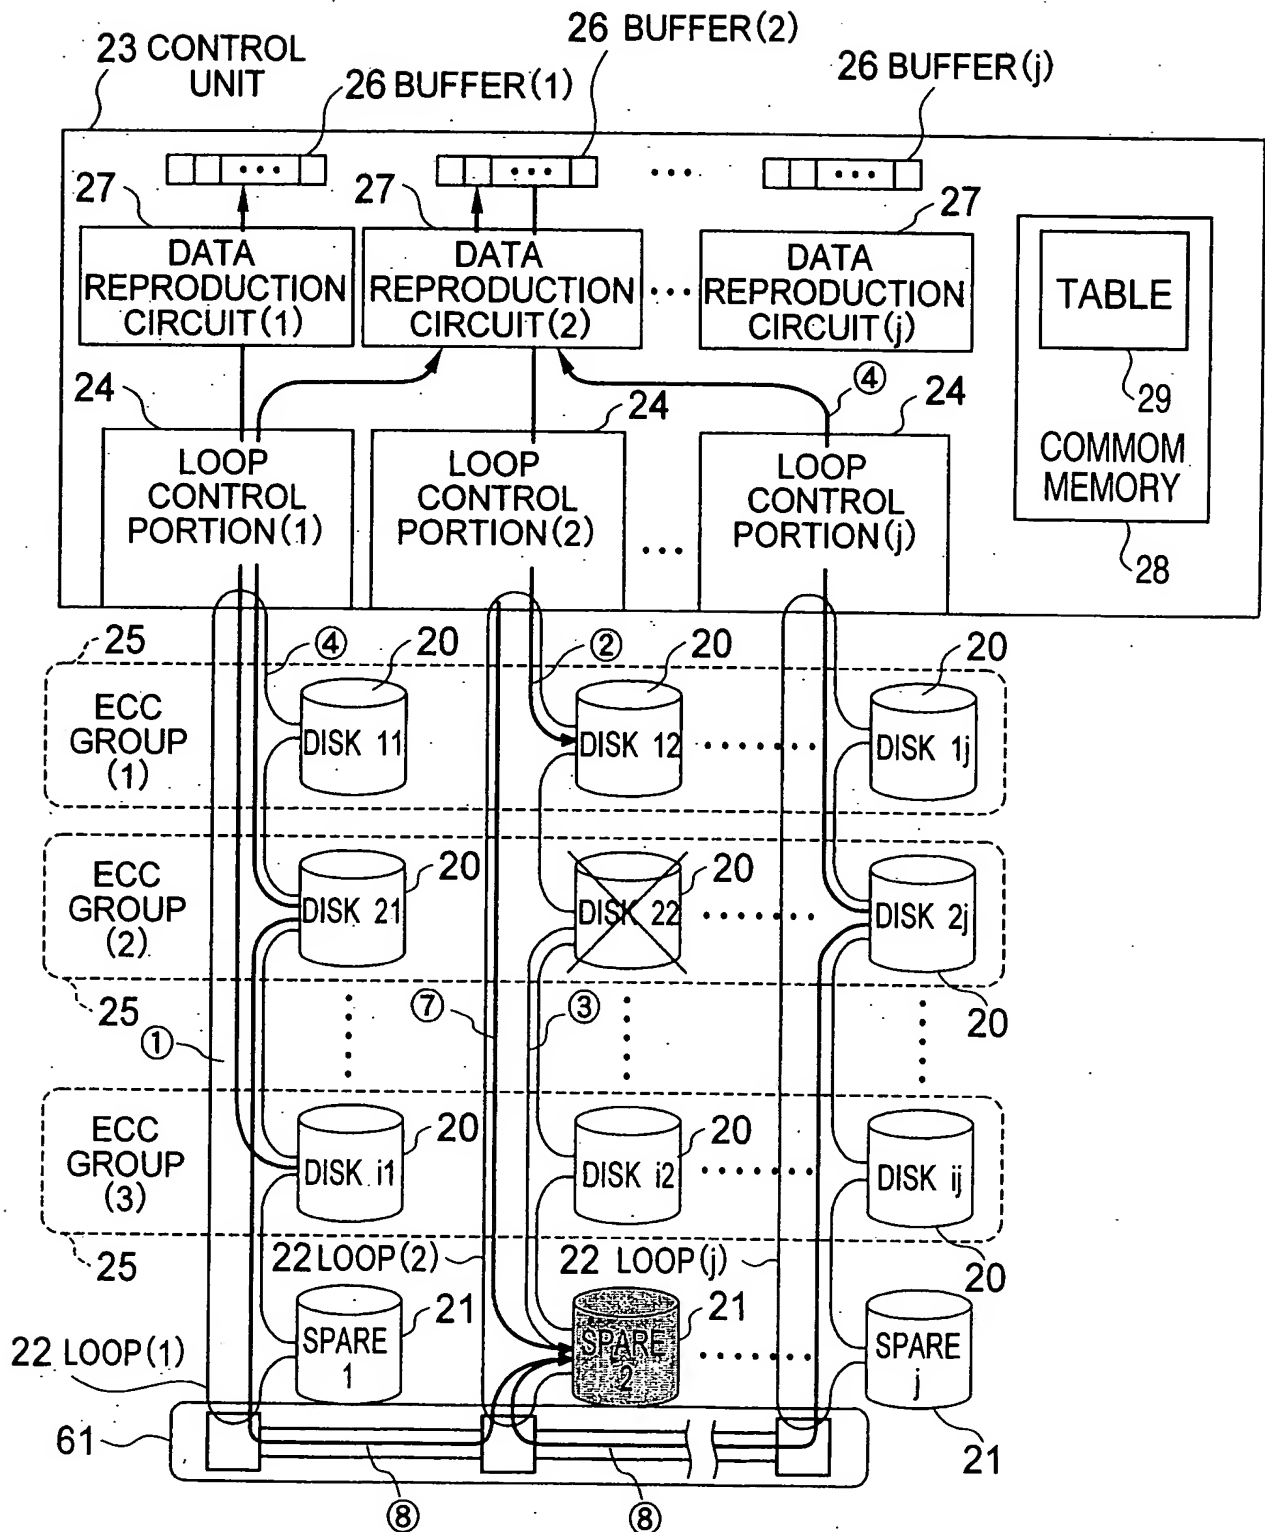 26 BUFFER(2)
23 CONTROL
UNIT
26 BUFFER(1)
26 BUFFER(j)
27
27
27
DATA
REPRODUCTION
CIRCUIT(1)
DATA
REPRODUCTION
CIRCUIT(2)
DATA
REPRODUCTION
CIRCUIT(j)
TABLE
29
COMMOM
MEMORY
28
24
24
④
24
LOOP
CONTROL
PORTION(1)
LOOP
CONTROL
PORTION(2)
LOOP
CONTROL
PORTION(j)
25
④
20
②
20
20
ECC
GROUP
(1)
DISK 11
DISK 12
DISK 1j
ECC
GROUP
(2)
20
DISK 21
20
DISK 22
DISK 2j
25
20
①
⑦
③
ECC
GROUP
(3)
20
DISK i1
20
DISK i2
DISK ij
25
20
22 LOOP(2)
22 LOOP(j)
22 LOOP(1)
21
SPARE
1
21
SPARE
2
SPARE
j
21
61
⑧
⑧